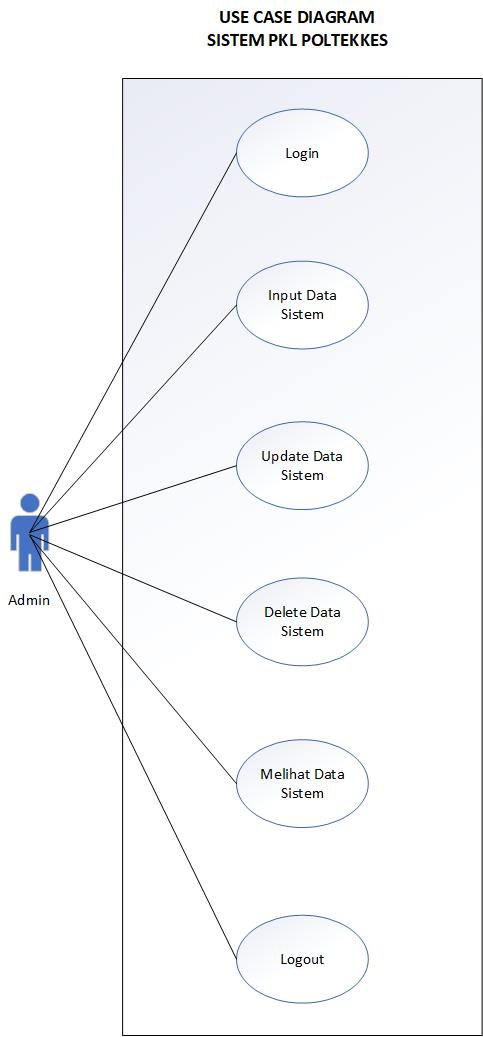 USE CASE DIAGRAM
SISTEM PKL POLTEKKES
Login
Input Data
Sistem
Update Data
Sistem
Admin
Delete Data
Sistem
Melihat Data
Sistem
Logout